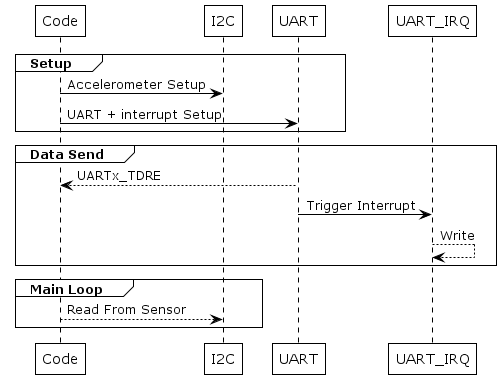 Code I2C UART UART_IRQ
Setup
Accelerometer Setup
UART + interrupt Setup
Data Send
UARTx_TDRE
Trigger Interrupt
Write
Main Loop
Read From Sensor
Code I2C UART UART_IRQ